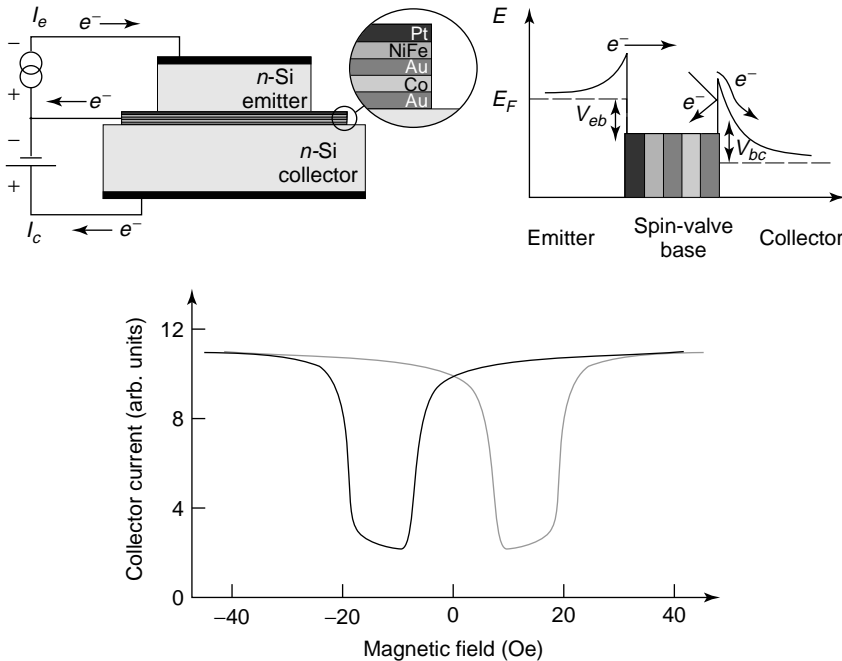 I_e
e⁻
−
+
e⁻
−
+
I_c
e⁻
n-Si
emitter
n-Si
collector
Pt
NiFe
Au
Co
Au
E
e⁻
E_F
V_eb
e⁻
e⁻
V_bc
Emitter
Spin-valve
base
Collector
Collector current (arb. units)
12
8
4
0
−40
−20
0
20
40
Magnetic field (Oe)